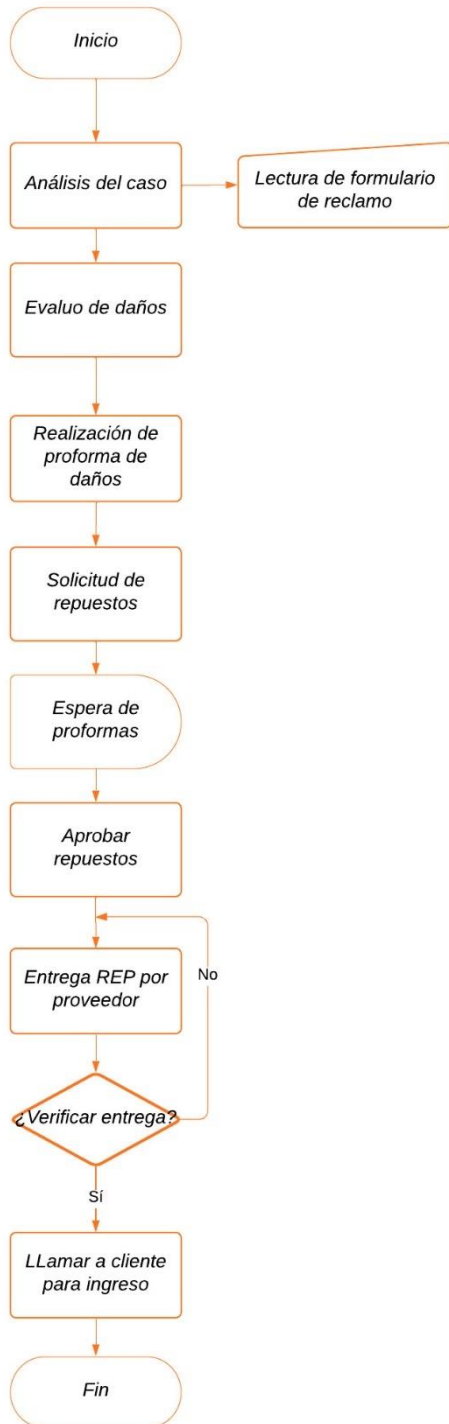 Inicio
Análisis del caso
Lectura de formulario
de reclamo
Evaluo de daños
Realización de
proforma de
daños
Solicitud de
repuestos
Espera de
proformas
Aprobar
repuestos
Entrega REP por
proveedor
No
¿Verificar entrega?
Sí
LLamar a cliente
para ingreso
Fin